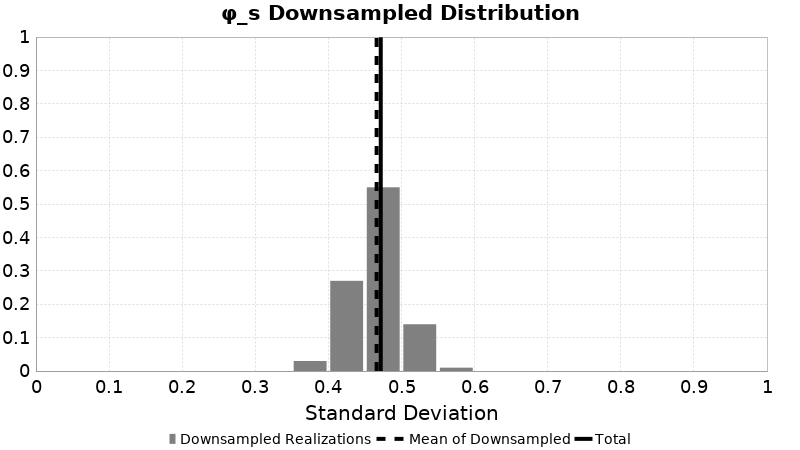 φ_s Downsampled Distribution
1
0.9
0.8
0.7
0.6
0.5
0.4
0.3
0.2
0.1
0
0 0.1 0.2 0.3 0.4 0.5 0.6 0.7 0.8 0.9 1
Standard Deviation
Downsampled Realizations Mean of Downsampled Total